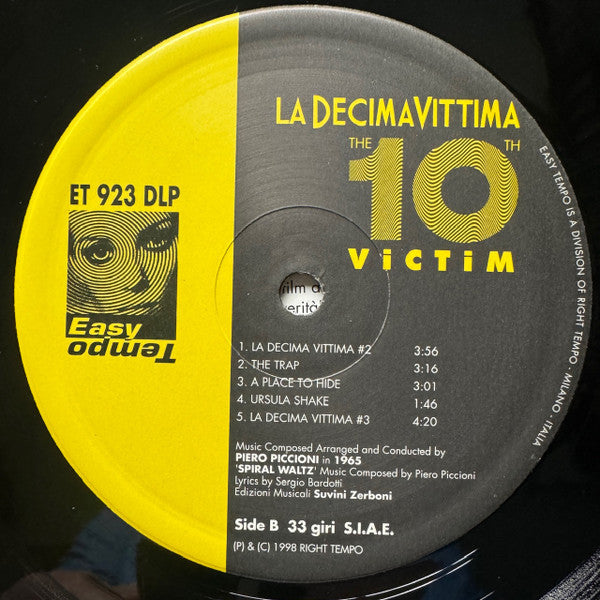 LA DECIMA VITTIMA
THE 10 TH
ViCTiM
ET 923 DLP
Easy
Tempo
film a
erità
1. LA DECIMA VITTIMA #2 3:56
2. THE TRAP 3:16
3. A PLACE TO HIDE 3:01
4. URSULA SHAKE 1:46
5. LA DECIMA VITTIMA #3 4:20
Music Composed Arranged and Conducted by
PIERO PICCIONI in 1965
'SPIRAL WALTZ' Music Composed by Piero Piccioni
Lyrics by Sergio Bardotti
Edizioni Musicali Suvini Zerboni
Side B 33 giri S.I.A.E.
(P) & (C) 1998 RIGHT TEMPO
EASY TEMPO IS A DIVISION OF RIGHT TEMPO · MILANO · ITALIA